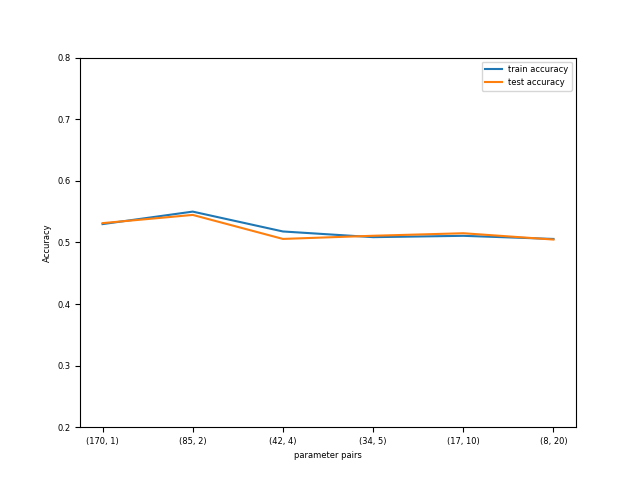 0.8
train accuracy
test accuracy
0.7
0.6
Accuracy
0.5
0.4
0.3
0.2
(170, 1) (85, 2) (42, 4) (34, 5) (17, 10) (8, 20)
parameter pairs